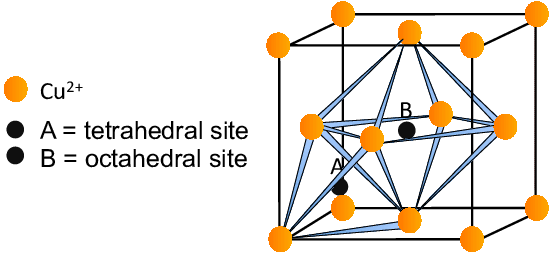 B
Cu2+
A = tetrahedral site
B = octahedral site
A